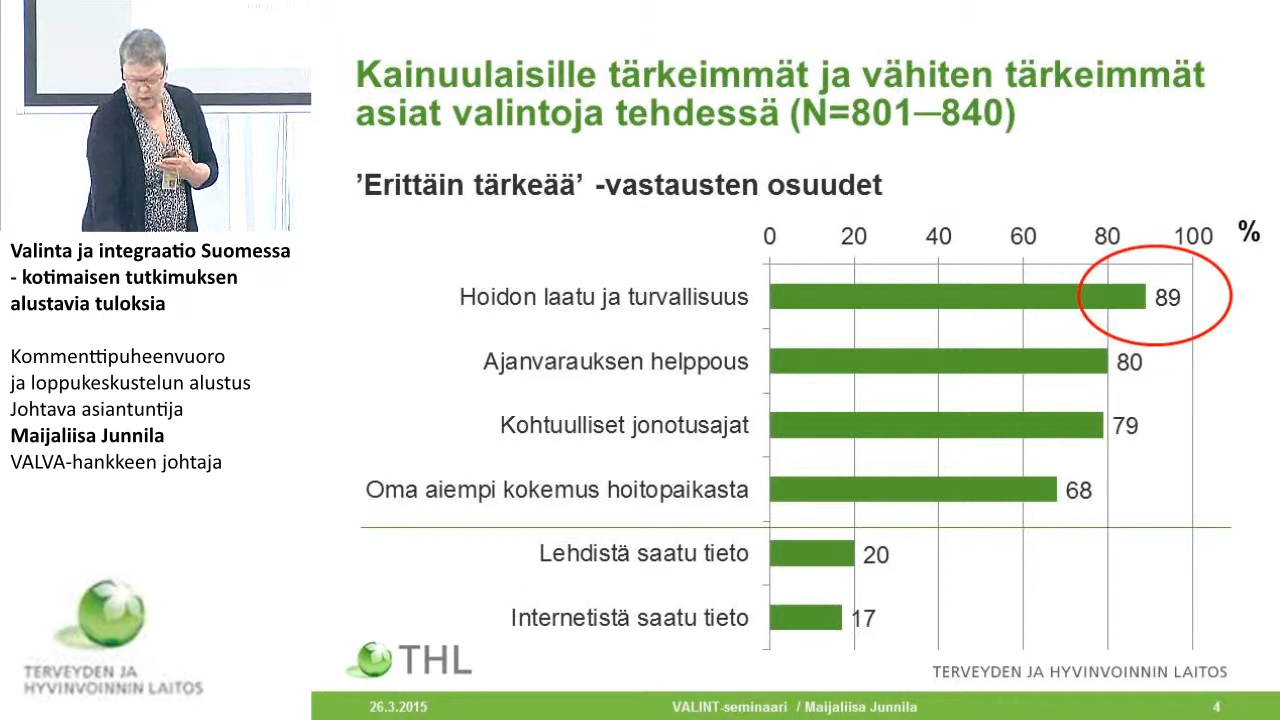 Valinta ja integraatio Suomessa
- kotimaisen tutkimuksen
alustavia tuloksia
Kommenttipuheenvuoro
ja loppukeskustelun alustus
Johtava asiantuntija
Maijaliisa Junnila
VALVA-hankkeen johtaja
TERVEYDEN JA
HYVINVOINNIN LAITOS
Kainuulaisille tärkeimmät ja vähiten tärkeimmät
asiat valintoja tehdessä (N=801—840)
’Erittäin tärkeää’ -vastausten osuudet
0 20 40 60 80 100 %
Hoidon laatu ja turvallisuus 89
Ajanvarauksen helppous 80
Kohtuulliset jonotusajat 79
Oma aiempi kokemus hoitopaikasta 68
Lehdistä saatu tieto 20
Internetistä saatu tieto 17
THL
TERVEYDEN JA HYVINVOINNIN LAITOS
26.3.2015 VALINT-seminaari / Maijaliisa Junnila 4